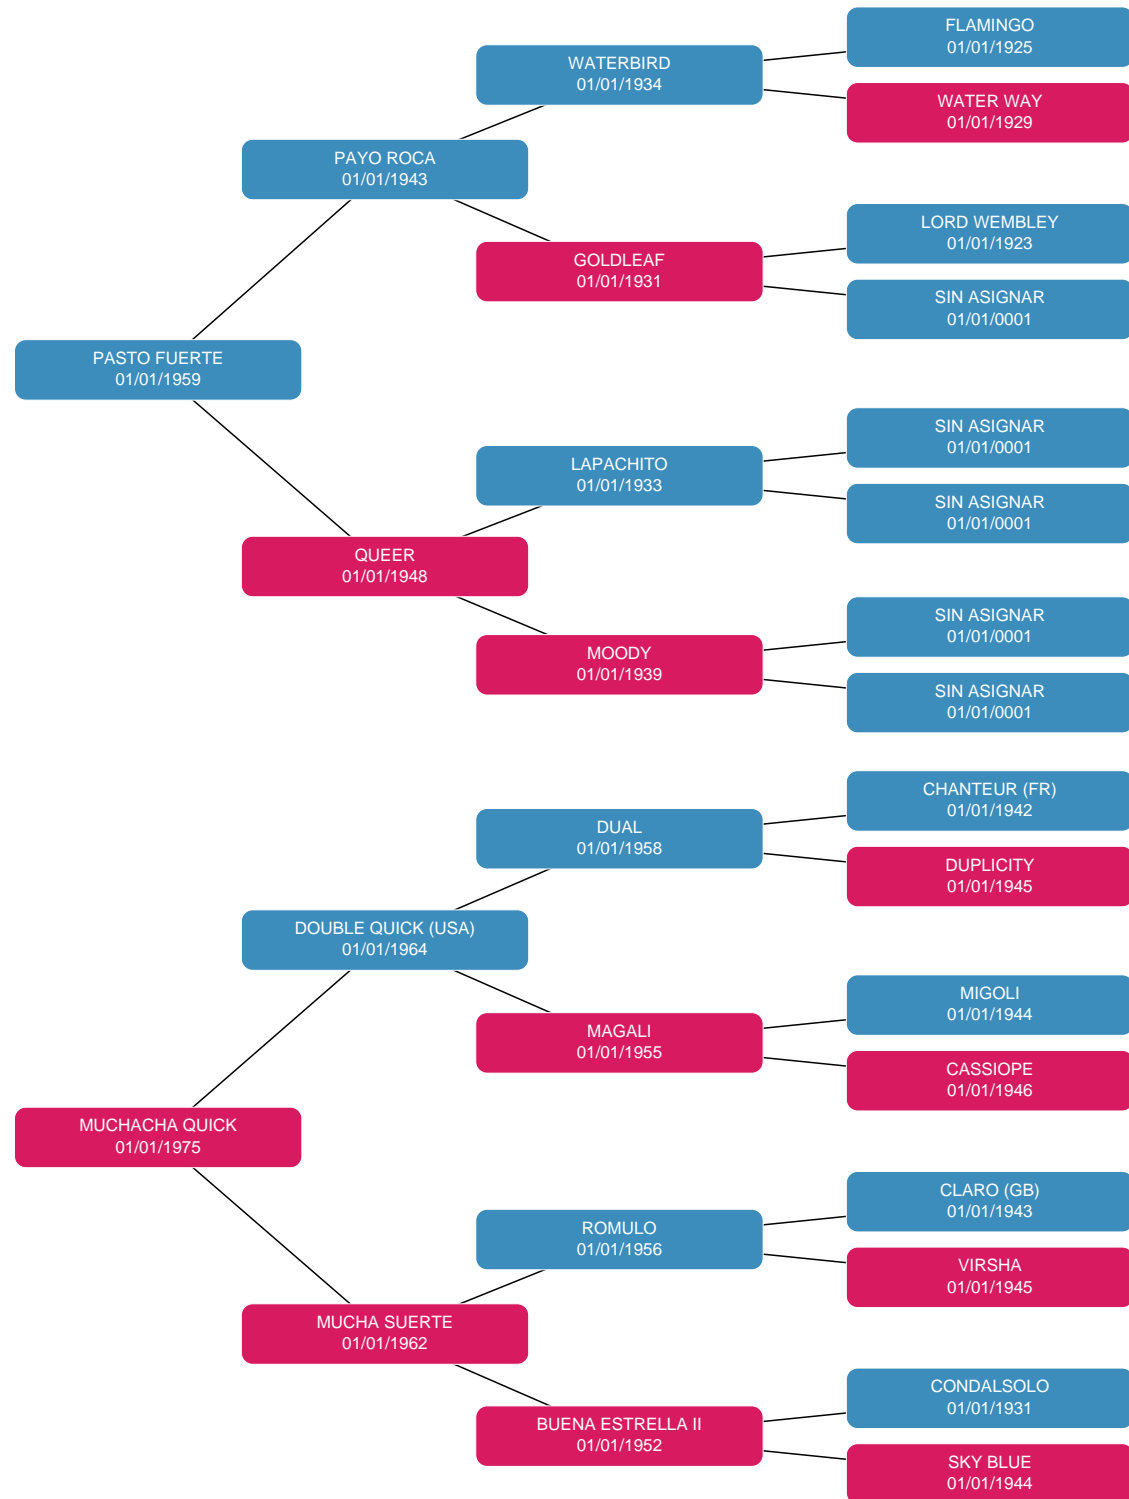 FLAMINGO
01/01/1925
WATERBIRD
01/01/1934
WATER WAY
01/01/1929
PAYO ROCA
01/01/1943
LORD WEMBLEY
01/01/1923
GOLDLEAF
01/01/1931
SIN ASIGNAR
01/01/0001
PASTO FUERTE
01/01/1959
SIN ASIGNAR
01/01/0001
LAPACHITO
01/01/1933
SIN ASIGNAR
01/01/0001
QUEER
01/01/1948
SIN ASIGNAR
01/01/0001
MOODY
01/01/1939
SIN ASIGNAR
01/01/0001
CHANTEUR (FR)
01/01/1942
DUAL
01/01/1958
DUPLICITY
01/01/1945
DOUBLE QUICK (USA)
01/01/1964
MIGOLI
01/01/1944
MAGALI
01/01/1955
CASSIOPE
01/01/1946
MUCHACHA QUICK
01/01/1975
CLARO (GB)
01/01/1943
ROMULO
01/01/1956
VIRSHA
01/01/1945
MUCHA SUERTE
01/01/1962
CONDALSOLO
01/01/1931
BUENA ESTRELLA II
01/01/1952
SKY BLUE
01/01/1944